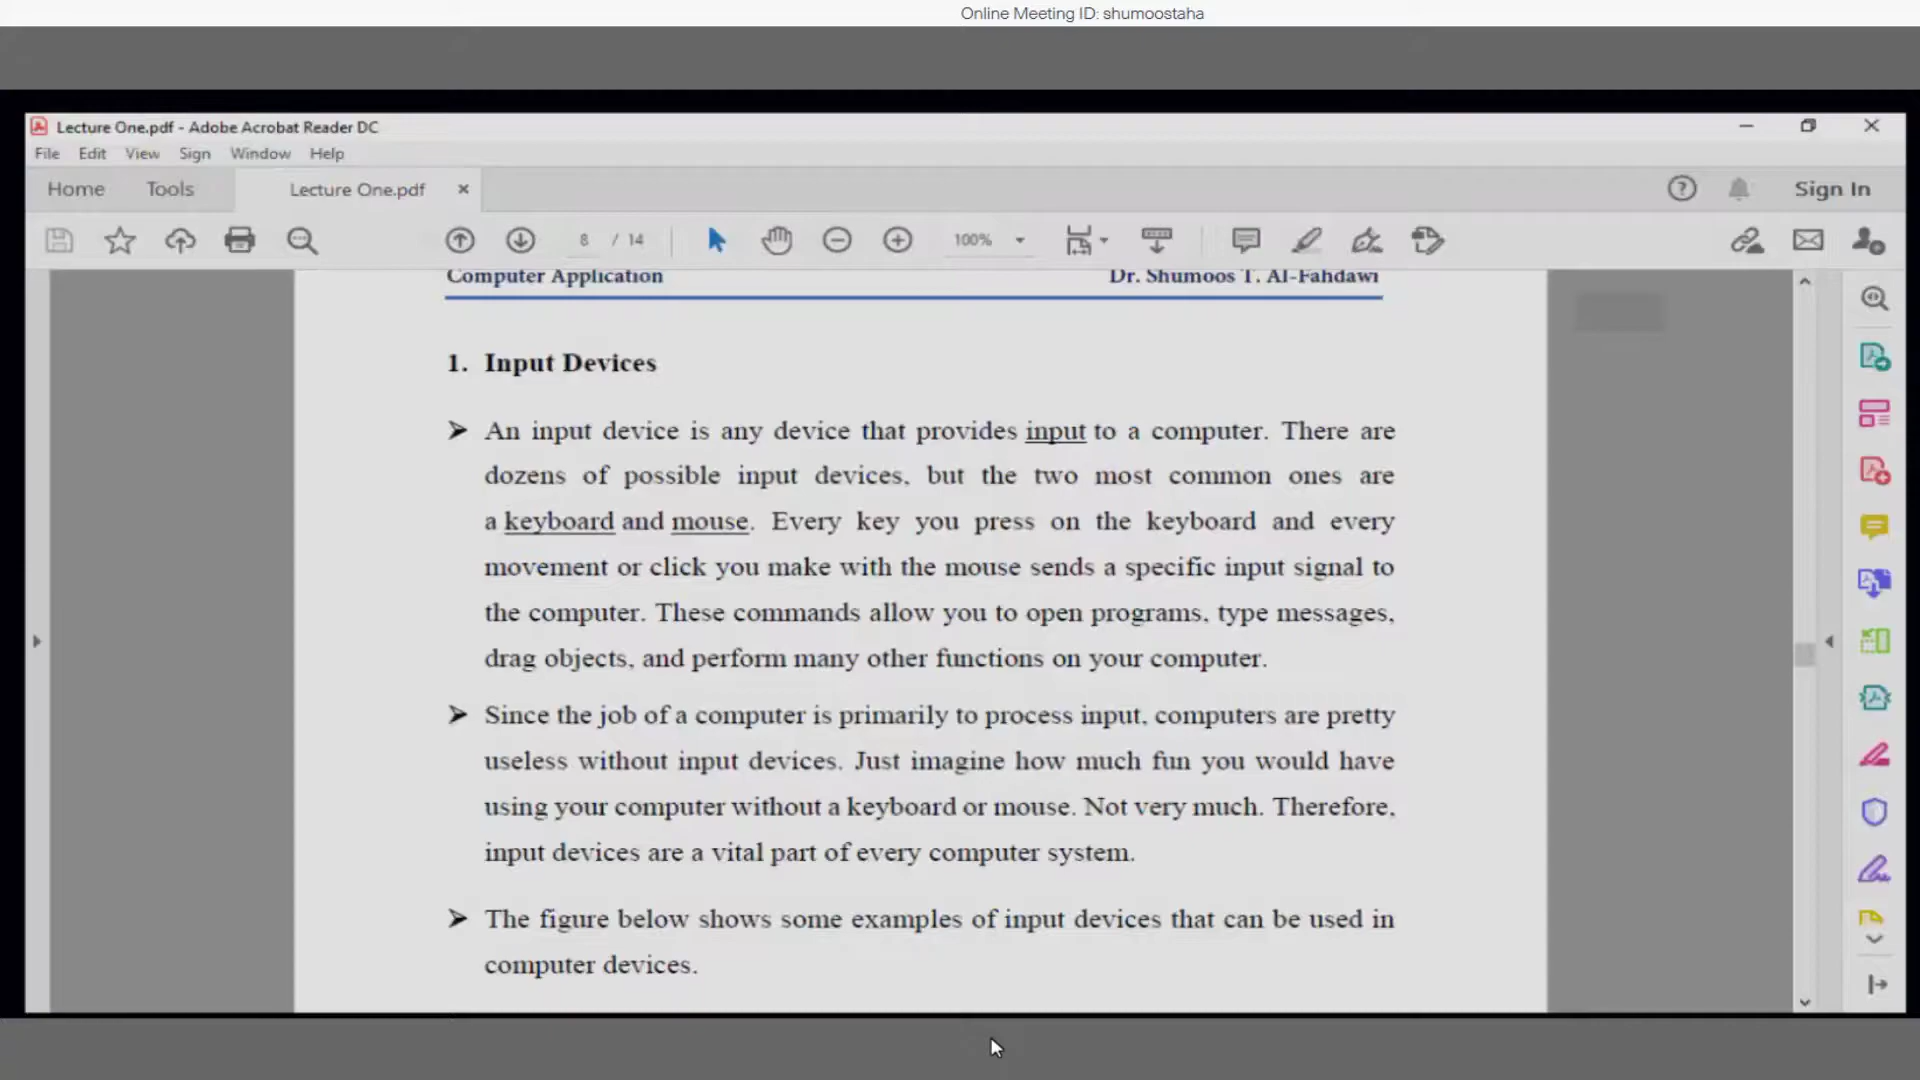 Online Meeting ID: shumoostaha
Lecture One.pdf - Adobe Acrobat Reader DC
File Edit View Sign Window Help
Home Tools Lecture One.pdf × Sign In
8 / 14 100%
Computer Application Dr. Shumoos T. Al-Fahdawi
1. Input Devices
➤ An input device is any device that provides input to a computer. There are
dozens of possible input devices, but the two most common ones are
a keyboard and mouse. Every key you press on the keyboard and every
movement or click you make with the mouse sends a specific input signal to
the computer. These commands allow you to open programs, type messages,
drag objects, and perform many other functions on your computer.
➤ Since the job of a computer is primarily to process input, computers are pretty
useless without input devices. Just imagine how much fun you would have
using your computer without a keyboard or mouse. Not very much. Therefore,
input devices are a vital part of every computer system.
➤ The figure below shows some examples of input devices that can be used in
computer devices.